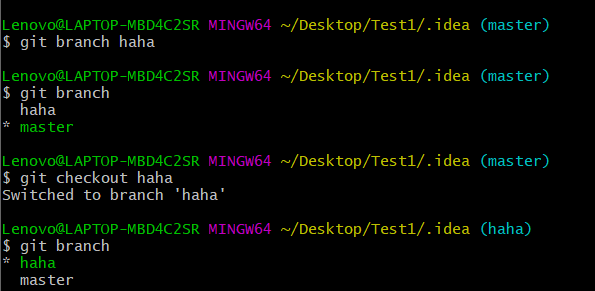 Lenovo@LAPTOP-MBD4C2SR MINGW64 ~/Desktop/Test1/.idea (master)
$ git branch haha
Lenovo@LAPTOP-MBD4C2SR MINGW64 ~/Desktop/Test1/.idea (master)
$ git branch
  haha
* master
Lenovo@LAPTOP-MBD4C2SR MINGW64 ~/Desktop/Test1/.idea (master)
$ git checkout haha
Switched to branch 'haha'
Lenovo@LAPTOP-MBD4C2SR MINGW64 ~/Desktop/Test1/.idea (haha)
$ git branch
* haha
  master